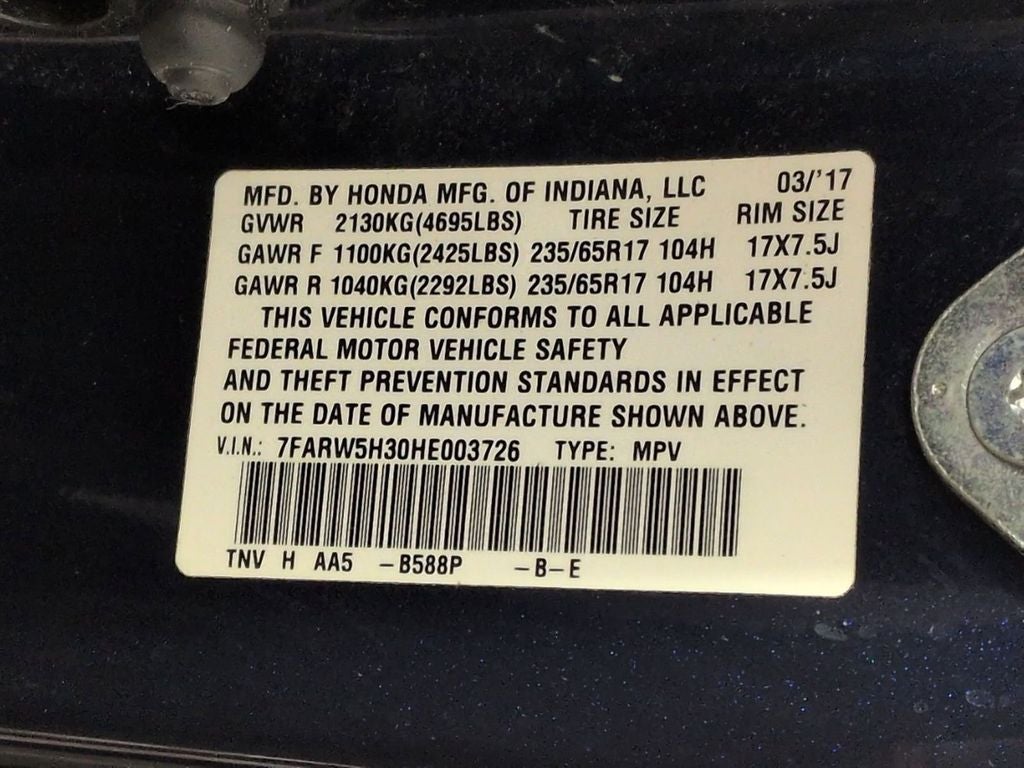 MFD. BY HONDA MFG. OF INDIANA, LLC 03/'17
GVWR 2130KG(4695LBS) TIRE SIZE RIM SIZE
GAWR F 1100KG(2425LBS) 235/65R17 104H 17X7.5J
GAWR R 1040KG(2292LBS) 235/65R17 104H 17X7.5J
THIS VEHICLE CONFORMS TO ALL APPLICABLE
FEDERAL MOTOR VEHICLE SAFETY
AND THEFT PREVENTION STANDARDS IN EFFECT
ON THE DATE OF MANUFACTURE SHOWN ABOVE.
V.I.N.: 7FARW5H30HE003726 TYPE: MPV
TNV H AA5 -B588P -B-E